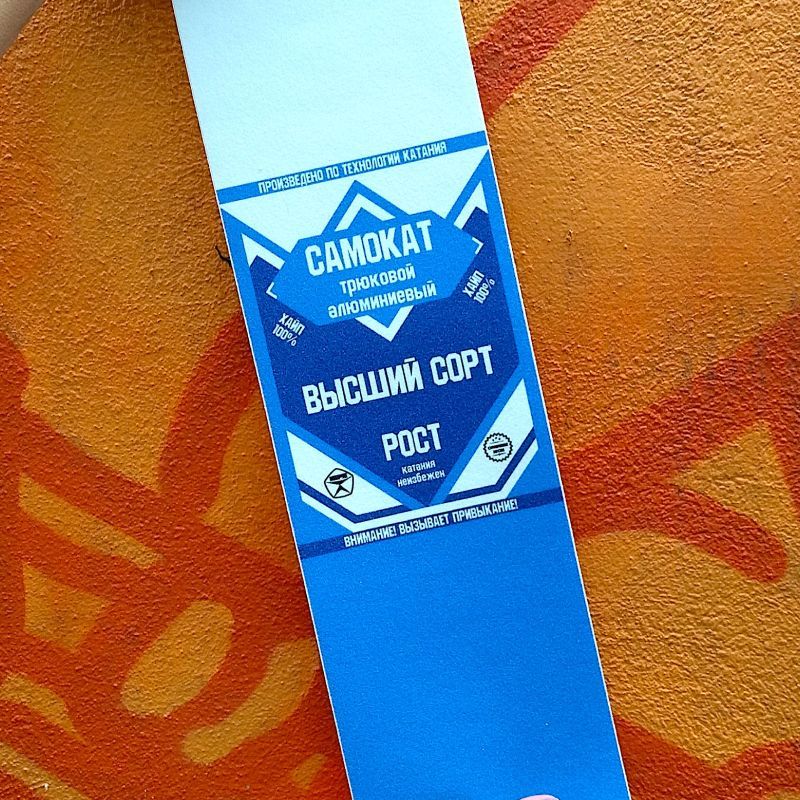 ПРОИЗВЕДЕНО ПО ТЕХНОЛОГИИ КАТАНИЯ
САМОКАТ
трюковой
алюминиевый
ХАЙП
100%
ХАЙП
100%
ВЫСШИЙ СОРТ
РОСТ
катания
неизбежен
ВНИМАНИЕ! ВЫЗЫВАЕТ ПРИВЫКАНИЕ!